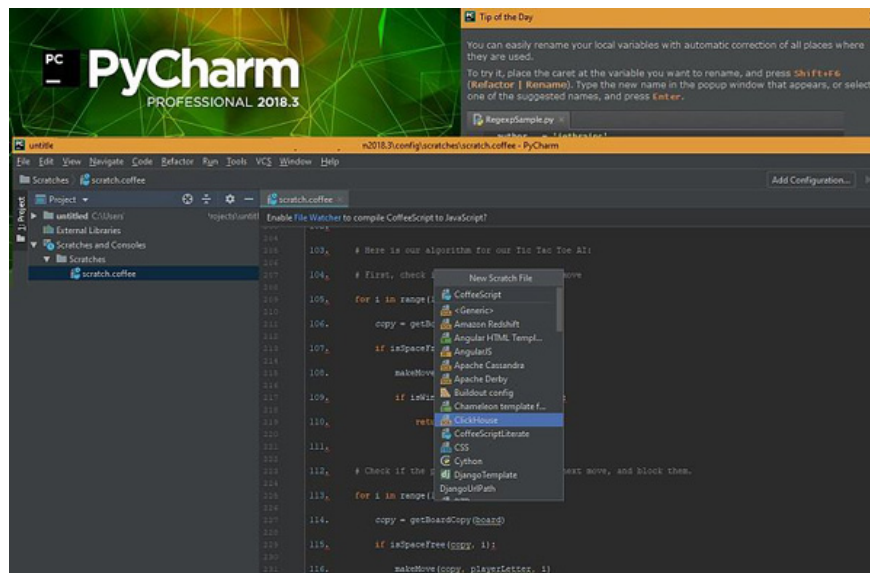 PC PyCharm
PROFESSIONAL 2018.3
Tip of the Day
You can easily rename your local variables with automatic correction of all places where
they are used.
To try it, place the caret at the variable you want to rename, and press Shift+F6
(Refactor | Rename). Type the new name in the popup window that appears, or select
one of the suggested names, and press Enter.
RegexpSample.py
untitle n2018.3\config\scratches\scratch.coffee - PyCharm
File Edit View Navigate Code Refactor Run Tools VCS Window Help
Scratches scratch.coffee Add Configuration...
1: Project
Project scratch.coffee
untitled C:\Users rojects\untitl
Enable File Watcher to compile CoffeeScript to JavaScript?
External Libraries
Scratches and Consoles
Scratches
scratch.coffee
103. # Here is our algorithm for our Tic Tac Toe AI:
104. # First, check move
105. for i in range(
106. copy =
107. if
108. makeMove
109. if
110.
111.
112. # Check if the next move, and block them.
113. for i in range(
114. copy = getBoardCopy(board)
115. if isSpaceFree(copy, i):
116. makeMove(copy, playerLetter, i)
New Scratch File
CoffeeScript
<Generic>
Amazon Redshift
Angular HTML Templ...
AngularJS
Apache Cassandra
Apache Derby
Buildout config
Chameleon template f...
ClickHouse
CoffeeScriptLiterate
CSS
Cython
DjangoTemplate
DjangoUrlPath